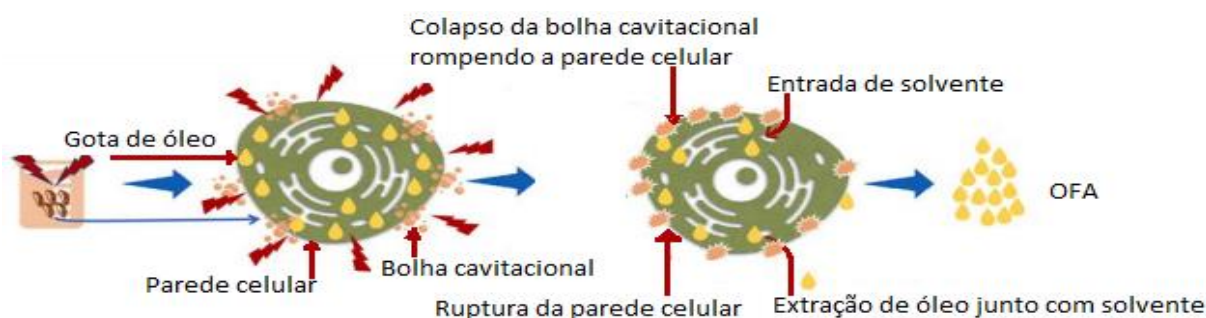 Colapso da bolha cavitacional
rompendo a parede celular
Entrada de solvente
Gota de óleo
OFA
Parede celular
Bolha cavitacional
Ruptura da parede celular
Extração de óleo junto com solvente